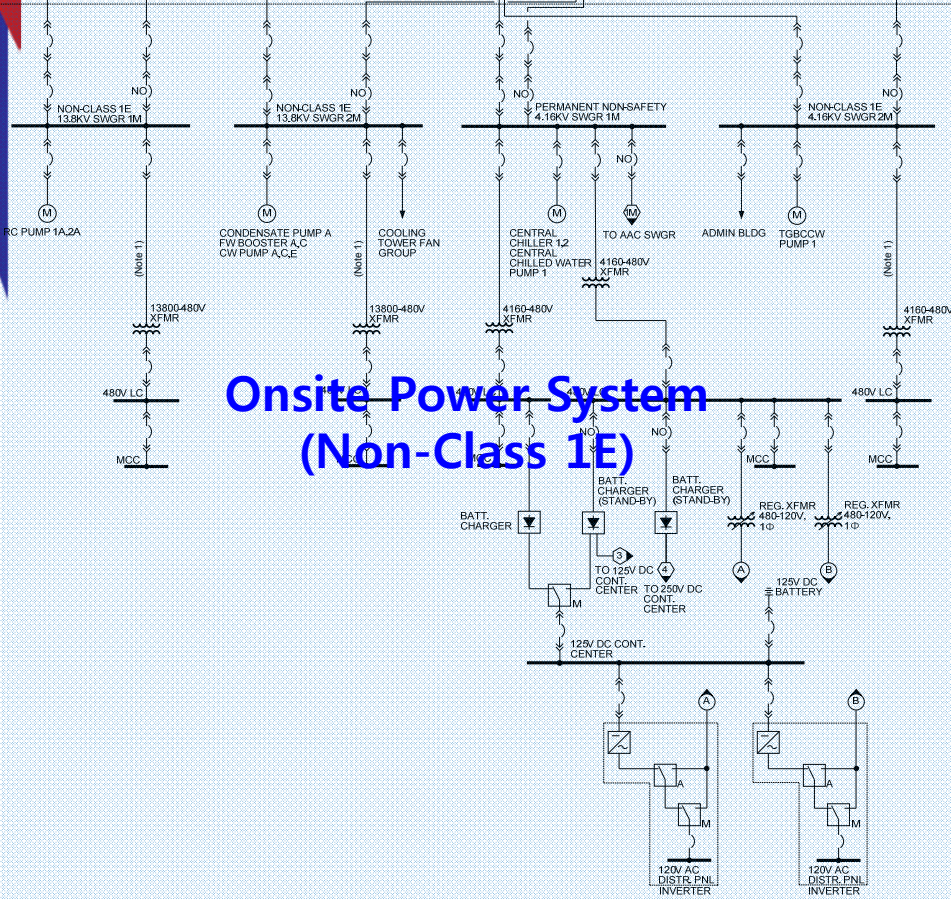 NO
NO
NO
NON-CLASS 1E
13.8KV SWGR 1M
NON-CLASS 1E
13.8KV SWGR 2M
PERMANENT NON-SAFETY
4.16KV SWGR 1M
NON-CLASS 1E
4.16KV SWGR 2M
NO
M
M
M
1M
M
RC PUMP 1A,2A
CONDENSATE PUMP A
FW BOOSTER A,C
CW PUMP A,C,E
COOLING
TOWER FAN
GROUP
CENTRAL
CHILLER 1,2
CENTRAL
CHILLED WATER
PUMP 1
TO AAC SWGR
ADMIN BLDG
TGBCCW
PUMP 1
(Note 1)
(Note 1)
(Note 1)
4160-480V
XFMR
13800-480V
XFMR
13800-480V
XFMR
4160-480V
XFMR
4160-480V
XFMR
480V LC
480V LC
Onsite Power System
(Non-Class 1E)
NO
NO
MCC
MCC
MCC
BATT.
CHARGER
BATT.
CHARGER
(STAND-BY)
BATT.
CHARGER
(STAND-BY)
REG. XFMR
480-120V,
1Φ
REG. XFMR
480-120V,
1Φ
3
TO 125V DC
CONT.
CENTER
4
TO 250V DC
CONT.
CENTER
A
B
125V DC
BATTERY
M
125V DC CONT.
CENTER
A
B
A
A
M
M
120V AC
DISTR. PNL
INVERTER
120V AC
DISTR. PNL
INVERTER